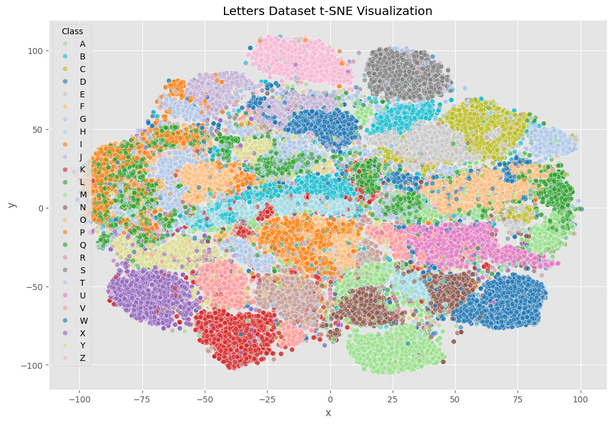 Letters Dataset t-SNE Visualization
Class
A
B
C
D
E
F
G
H
I
J
K
L
M
N
O
P
Q
R
S
T
U
V
W
X
Y
Z
100
50
0
−50
−100
y
−100 −75 −50 −25 0 25 50 75 100
x